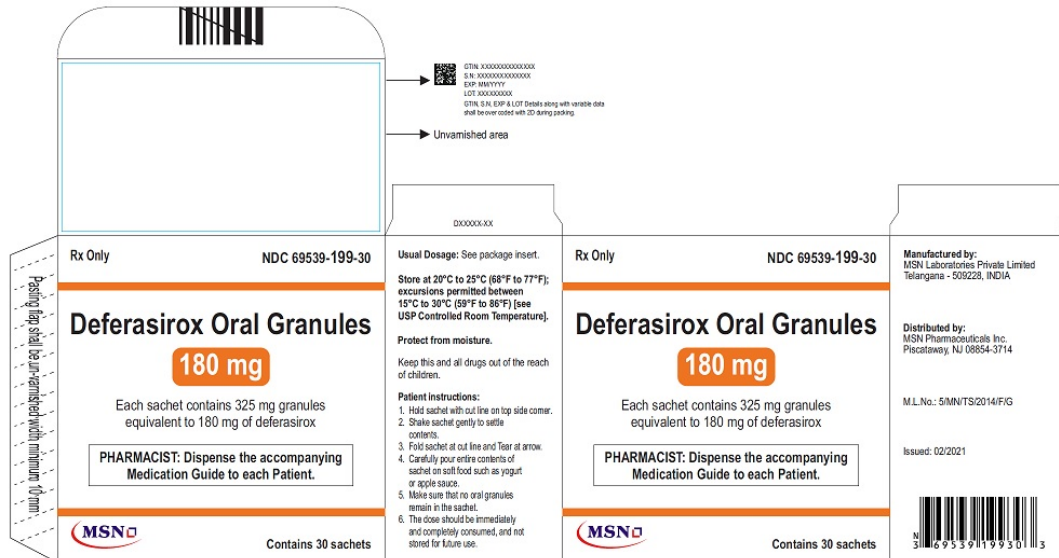 GTIN: XXXXXXXXXXXXXX
S.N: XXXXXXXXXXXXXX
EXP: MM/YYYY
LOT: XXXXXXXXX
GTIN, S.N, EXP & LOT Details along with variable data
shall be over coded with 2D during packing.
Unvarnished area
DXXXXX-XX
Pasting flap shall be un-varnished width minimum 10 mm
Rx Only
NDC 69539-199-30
Deferasirox Oral Granules
180 mg
Each sachet contains 325 mg granules
equivalent to 180 mg of deferasirox
PHARMACIST: Dispense the accompanying
Medication Guide to each Patient.
MSN
Contains 30 sachets
Usual Dosage: See package insert.
Store at 20°C to 25°C (68°F to 77°F);
excursions permitted between
15°C to 30°C (59°F to 86°F) [see
USP Controlled Room Temperature].
Protect from moisture.
Keep this and all drugs out of the reach
of children.
Patient instructions:
1. Hold sachet with cut line on top side corner.
2. Shake sachet gently to settle
contents.
3. Fold sachet at cut line and Tear at arrow.
4. Carefully pour entire contents of
sachet on soft food such as yogurt
or apple sauce.
5. Make sure that no oral granules
remain in the sachet.
6. The dose should be immediately
and completely consumed, and not
stored for future use.
Rx Only
NDC 69539-199-30
Deferasirox Oral Granules
180 mg
Each sachet contains 325 mg granules
equivalent to 180 mg of deferasirox
PHARMACIST: Dispense the accompanying
Medication Guide to each Patient.
MSN
Contains 30 sachets
Manufactured by:
MSN Laboratories Private Limited
Telangana - 509228, INDIA
Distributed by:
MSN Pharmaceuticals Inc.
Piscataway, NJ 08854-3714
M.L.No.: 5/MN/TS/2014/F/G
Issued: 02/2021
N
3 69539 19930 3